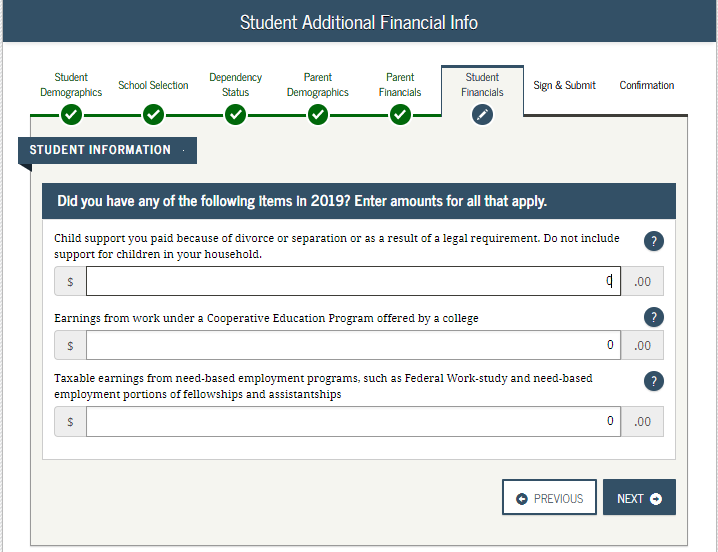 Student Additional Financial Info
Student Demographics
School Selection
Dependency Status
Parent Demographics
Parent Financials
Student Financials
Sign & Submit
Confirmation
STUDENT INFORMATION
Did you have any of the following items in 2019? Enter amounts for all that apply.
Child support you paid because of divorce or separation or as a result of a legal requirement. Do not include
support for children in your household.
?
$ 0 .00
Earnings from work under a Cooperative Education Program offered by a college
?
$ 0 .00
Taxable earnings from need-based employment programs, such as Federal Work-study and need-based
employment portions of fellowships and assistantships
?
$ 0 .00
PREVIOUS
NEXT